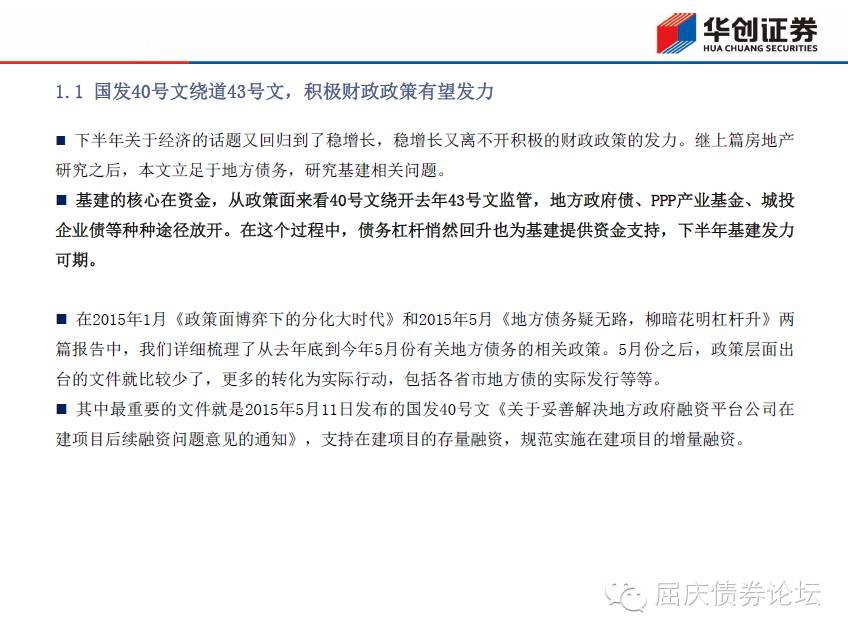 华创证券
HUA CHUANG SECURITIES
1.1 国发40号文绕道43号文，积极财政政策有望发力
■ 下半年关于经济的话题又回归到了稳增长，稳增长又离不开积极的财政政策的发力。继上篇房地产
研究之后，本文立足于地方债务，研究基建相关问题。
■ 基建的核心在资金，从政策面来看40号文绕开去年43号文监管，地方政府债、PPP产业基金、城投
企业债等种种途径放开。在这个过程中，债务杠杆悄然回升也为基建提供资金支持，下半年基建发力
可期。
■ 在2015年1月《政策面博弈下的分化大时代》和2015年5月《地方债务疑无路，柳暗花明杠杆升》两
篇报告中，我们详细梳理了从去年底到今年5月份有关地方债务的相关政策。5月份之后，政策层面出
台的文件就比较少了，更多的转化为实际行动，包括各省市地方债的实际发行等等。
■ 其中最重要的文件就是2015年5月11日发布的国发40号文《关于妥善解决地方政府融资平台公司在
建项目后续融资问题意见的通知》，支持在建项目的存量融资，规范实施在建项目的增量融资。
屈庆债券论坛